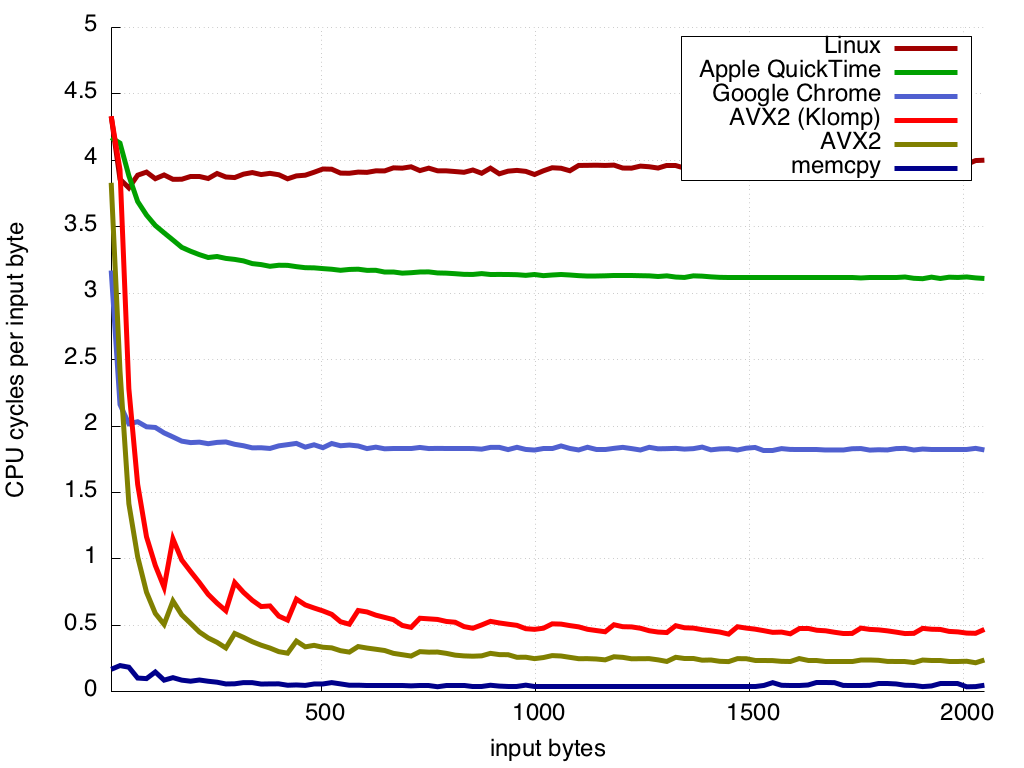 5
4.5
4
3.5
3
2.5
2
1.5
1
0.5
0
CPU cycles per input byte
Linux
Apple QuickTime
Google Chrome
AVX2 (Klomp)
AVX2
memcpy
500 1000 1500 2000
input bytes